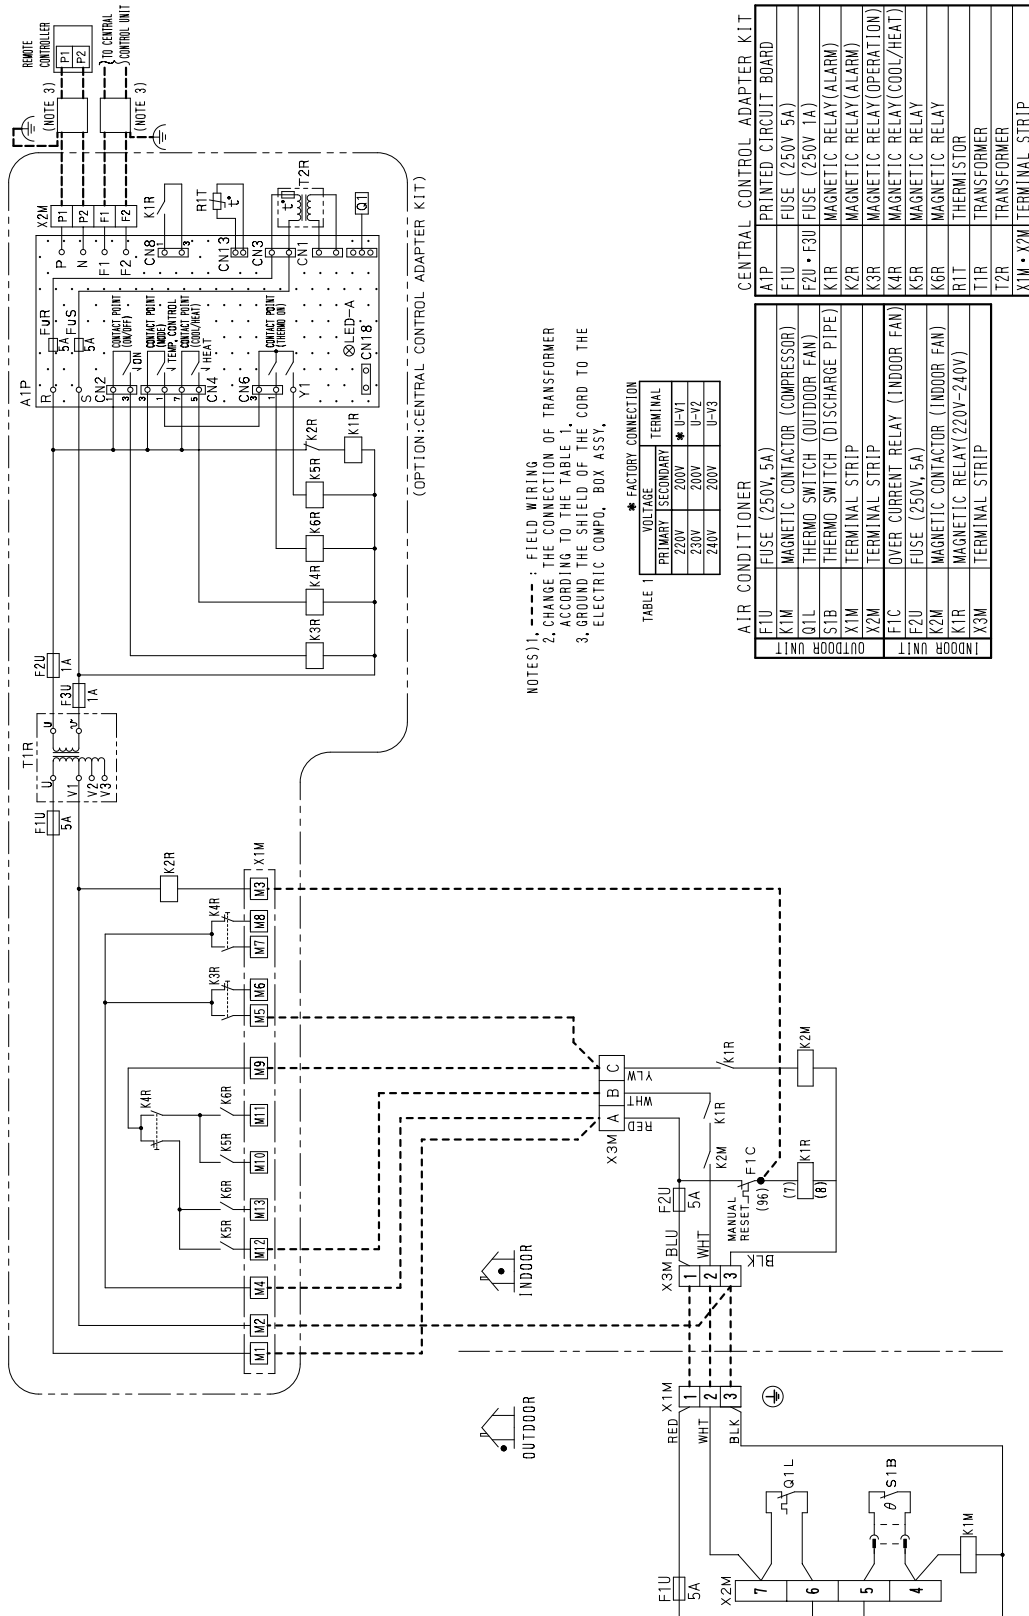 REMOTE
CONTROLLER
P1
P2
TO CENTRAL
CONTROL UNIT
(NOTE 3)
(NOTE 3)
X2M
P1
P2
F1
F2
P
N
F1
F2
K1R
CN8
1
3
R1T
t°
CN13
T2R
t°
CN3
CN1
Q1
A1P
R
S
FuR
5A
FuS
5A
CN2
1
3
CONTACT POINT
(ON/OFF)
ON
CONTACT POINT
(MODE)
TEMP. CONTROL
CONTACT POINT
(COOL/HEAT)
HEAT
3
1
7
5
CN4
CN6
3
1
CONTACT POINT
(THERMO ON)
Y1
LED-A
CN18
(OPTION:CENTRAL CONTROL ADAPTER KIT)
K2R
K1R
K5R
K6R
K4R
K3R
F2U
1A
F3U
1A
T1R
u
v
U
V1
V2
V3
F1U
5A
K2R
X1M
M3
K4R
M8
M7
K3R
M6
M5
M9
K4R
K6R
M11
K5R
M10
K6R
M13
K5R
M12
M4
M2
M1
X3M
A
B
C
RED
WHT
YLW
K1R
K2M
K1R
K2M
F1C
MANUAL
RESET
(96)
(7)
K1R
(8)
F2U
5A
BLU
WHT
BLK
X3M
1
2
3
INDOOR
OUTDOOR
X1M
1
2
3
RED
WHT
BLK
Q1L
S1B
θ
K1M
F1U
5A
X2M
7
6
5
4
NOTES) 1. : FIELD WIRING
2. CHANGE THE CONNECTION OF TRANSFORMER
ACCORDING TO THE TABLE 1.
3. GROUND THE SHIELD OF THE CORD TO THE
ELECTRIC COMPO. BOX ASSY.
TABLE 1
✱ FACTORY CONNECTION
VOLTAGE TERMINAL
PRIMARY SECONDARY
220V 200V ✱ U-V1
230V 200V U-V2
240V 200V U-V3
AIR CONDITIONER
OUTDOOR UNIT
F1U FUSE (250V, 5A)
K1M MAGNETIC CONTACTOR (COMPRESSOR)
Q1L THERMO SWITCH (OUTDOOR FAN)
S1B THERMO SWITCH (DISCHARGE PIPE)
X1M TERMINAL STRIP
X2M TERMINAL STRIP
INDOOR UNIT
F1C OVER CURRENT RELAY (INDOOR FAN)
F2U FUSE (250V, 5A)
K2M MAGNETIC CONTACTOR (INDOOR FAN)
K1R MAGNETIC RELAY(220V-240V)
X3M TERMINAL STRIP
CENTRAL CONTROL ADAPTER KIT
A1P PRINTED CIRCUIT BOARD
F1U FUSE (250V 5A)
F2U・F3U FUSE (250V 1A)
K1R MAGNETIC RELAY(ALARM)
K2R MAGNETIC RELAY(ALARM)
K3R MAGNETIC RELAY(OPERATION)
K4R MAGNETIC RELAY(COOL/HEAT)
K5R MAGNETIC RELAY
K6R MAGNETIC RELAY
R1T THERMISTOR
T1R TRANSFORMER
T2R TRANSFORMER
X1M・X2M TERMINAL STRIP